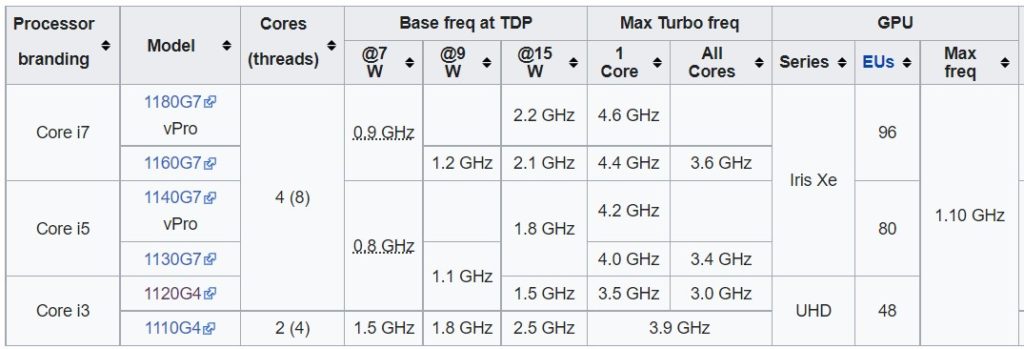 Processor branding Model Cores (threads) Base freq at TDP Max Turbo freq GPU
@7 W @9 W @15 W 1 Core All Cores Series EUs Max freq
Core i7 1180G7 vPro 4 (8) 0.9 GHz 2.2 GHz 4.6 GHz Iris Xe 96 1.10 GHz
1160G7 1.2 GHz 2.1 GHz 4.4 GHz 3.6 GHz
Core i5 1140G7 vPro 0.8 GHz 1.8 GHz 4.2 GHz 80
1130G7 1.1 GHz 4.0 GHz 3.4 GHz
Core i3 1120G4 1.5 GHz 3.5 GHz 3.0 GHz UHD 48
1110G4 2 (4) 1.5 GHz 1.8 GHz 2.5 GHz 3.9 GHz